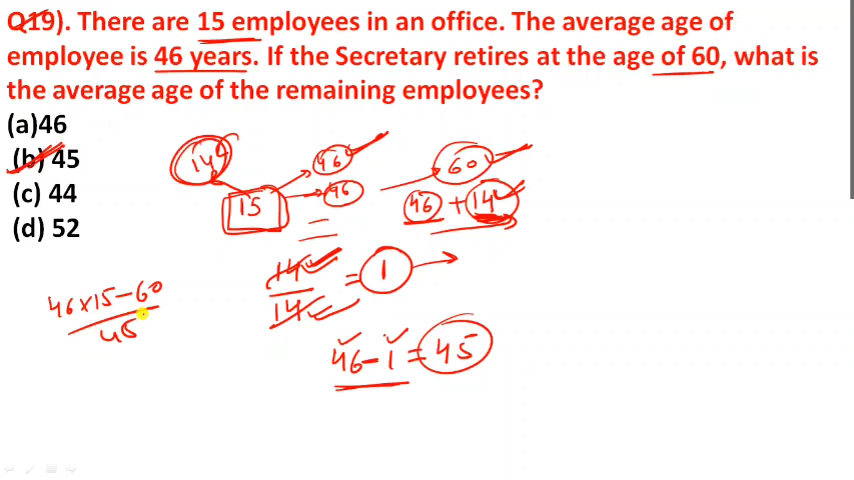 Q19). There are 15 employees in an office. The average age of
employee is 46 years. If the Secretary retires at the age of 60, what is
the average age of the remaining employees?
(a)46
(b) 45
(c) 44
(d) 52
14 46 60
15 46 46 + 14
14 = 1
14
46×15-60
45
46-1=45